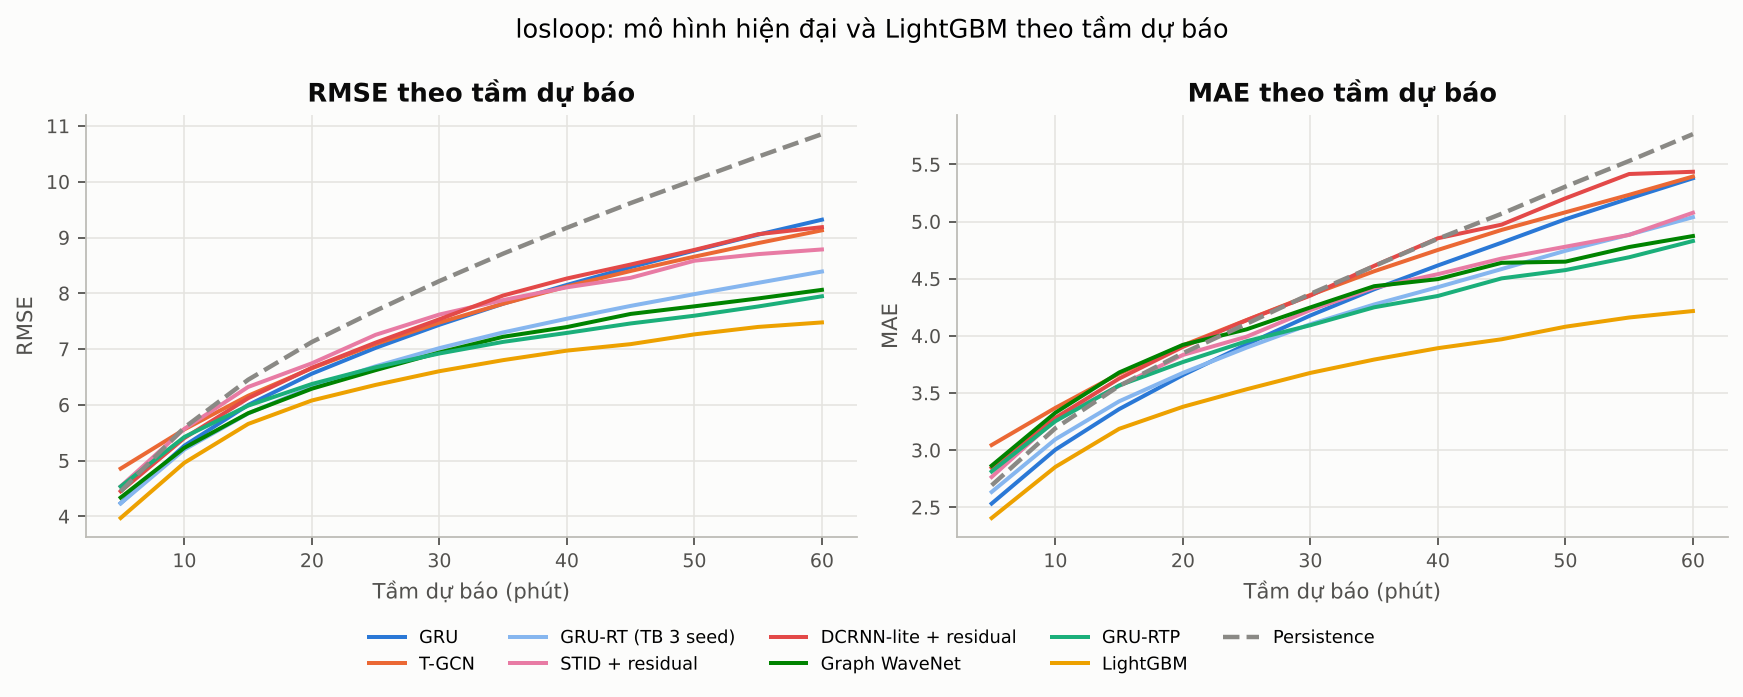 losloop: mô hình hiện đại và LightGBM theo tầm dự báo
RMSE theo tầm dự báo
RMSE
11
10
9
8
7
6
5
4
10 20 30 40 50 60
Tầm dự báo (phút)
MAE theo tầm dự báo
MAE
5.5
5.0
4.5
4.0
3.5
3.0
2.5
10 20 30 40 50 60
Tầm dự báo (phút)
GRU GRU-RT (TB 3 seed) DCRNN-lite + residual GRU-RTP Persistence
T-GCN STID + residual Graph WaveNet LightGBM